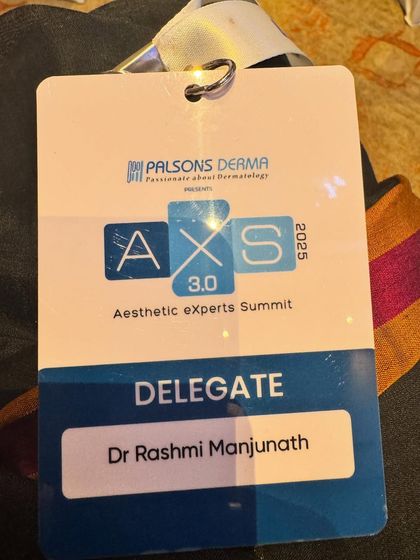 PALSONS DERMA
Passionate about Dermatology
PRESENTS
AXS
2025
3.0
Aesthetic eXperts Summit
DELEGATE
Dr Rashmi Manjunath